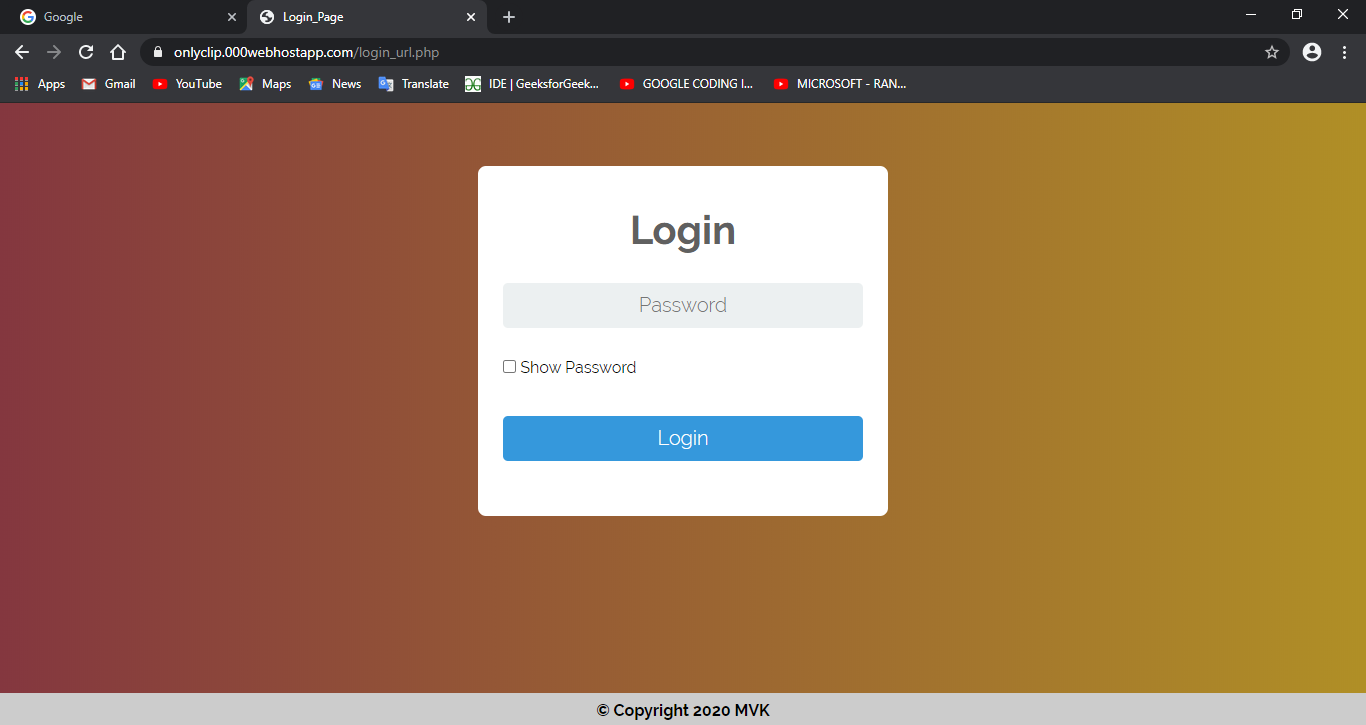 Google
Login_Page
onlyclip.000webhostapp.com/login_url.php
Apps Gmail YouTube Maps News Translate IDE | GeeksforGeek... GOOGLE CODING I... MICROSOFT - RAN...
Login
Password
Show Password
Login
© Copyright 2020 MVK